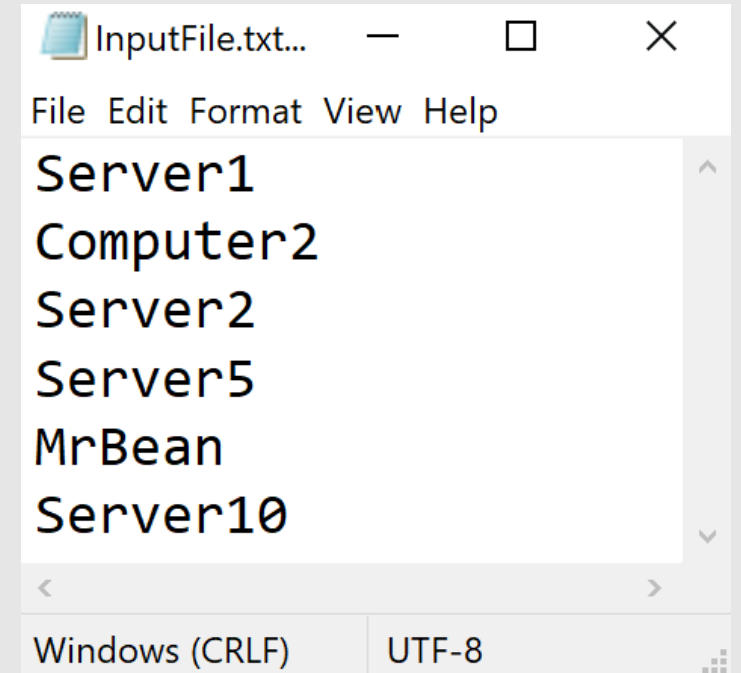 InputFile.txt...
File Edit Format View Help
Server1
Computer2
Server2
Server5
MrBean
Server10
Windows (CRLF) UTF-8